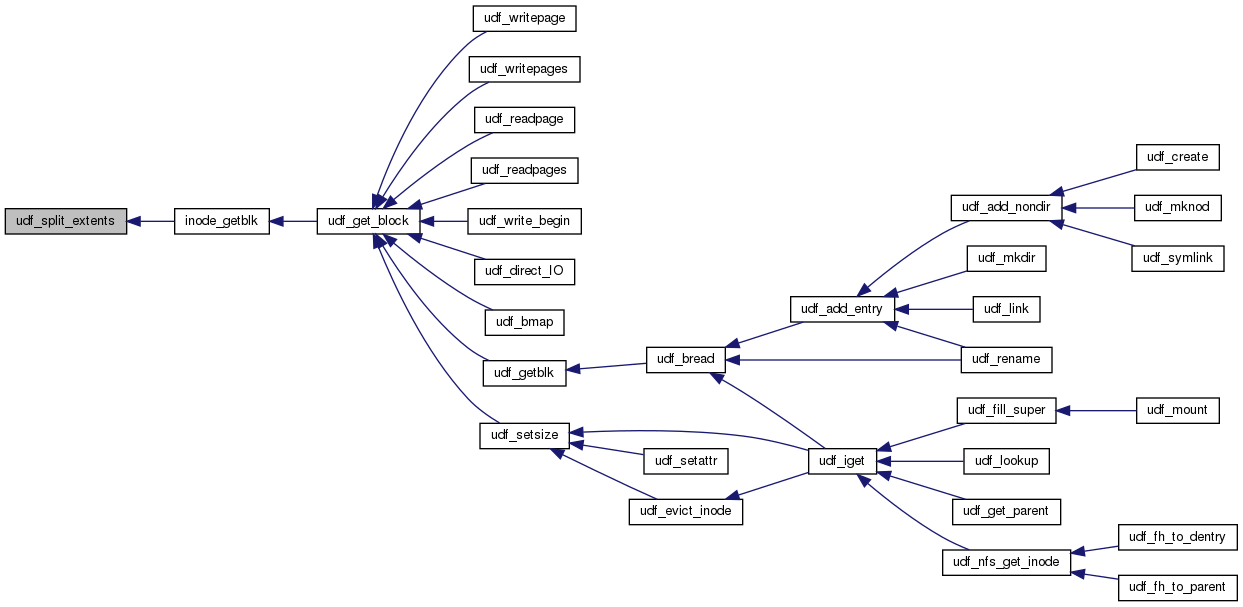 udf_writepage
udf_writepages
udf_readpage
udf_readpages
udf_split_extents
inode_getblk
udf_get_block
udf_write_begin
udf_direct_IO
udf_bmap
udf_getblk
udf_setsize
udf_bread
udf_setattr
udf_evict_inode
udf_add_entry
udf_iget
udf_add_nondir
udf_mkdir
udf_link
udf_rename
udf_fill_super
udf_lookup
udf_get_parent
udf_nfs_get_inode
udf_create
udf_mknod
udf_symlink
udf_mount
udf_fh_to_dentry
udf_fh_to_parent